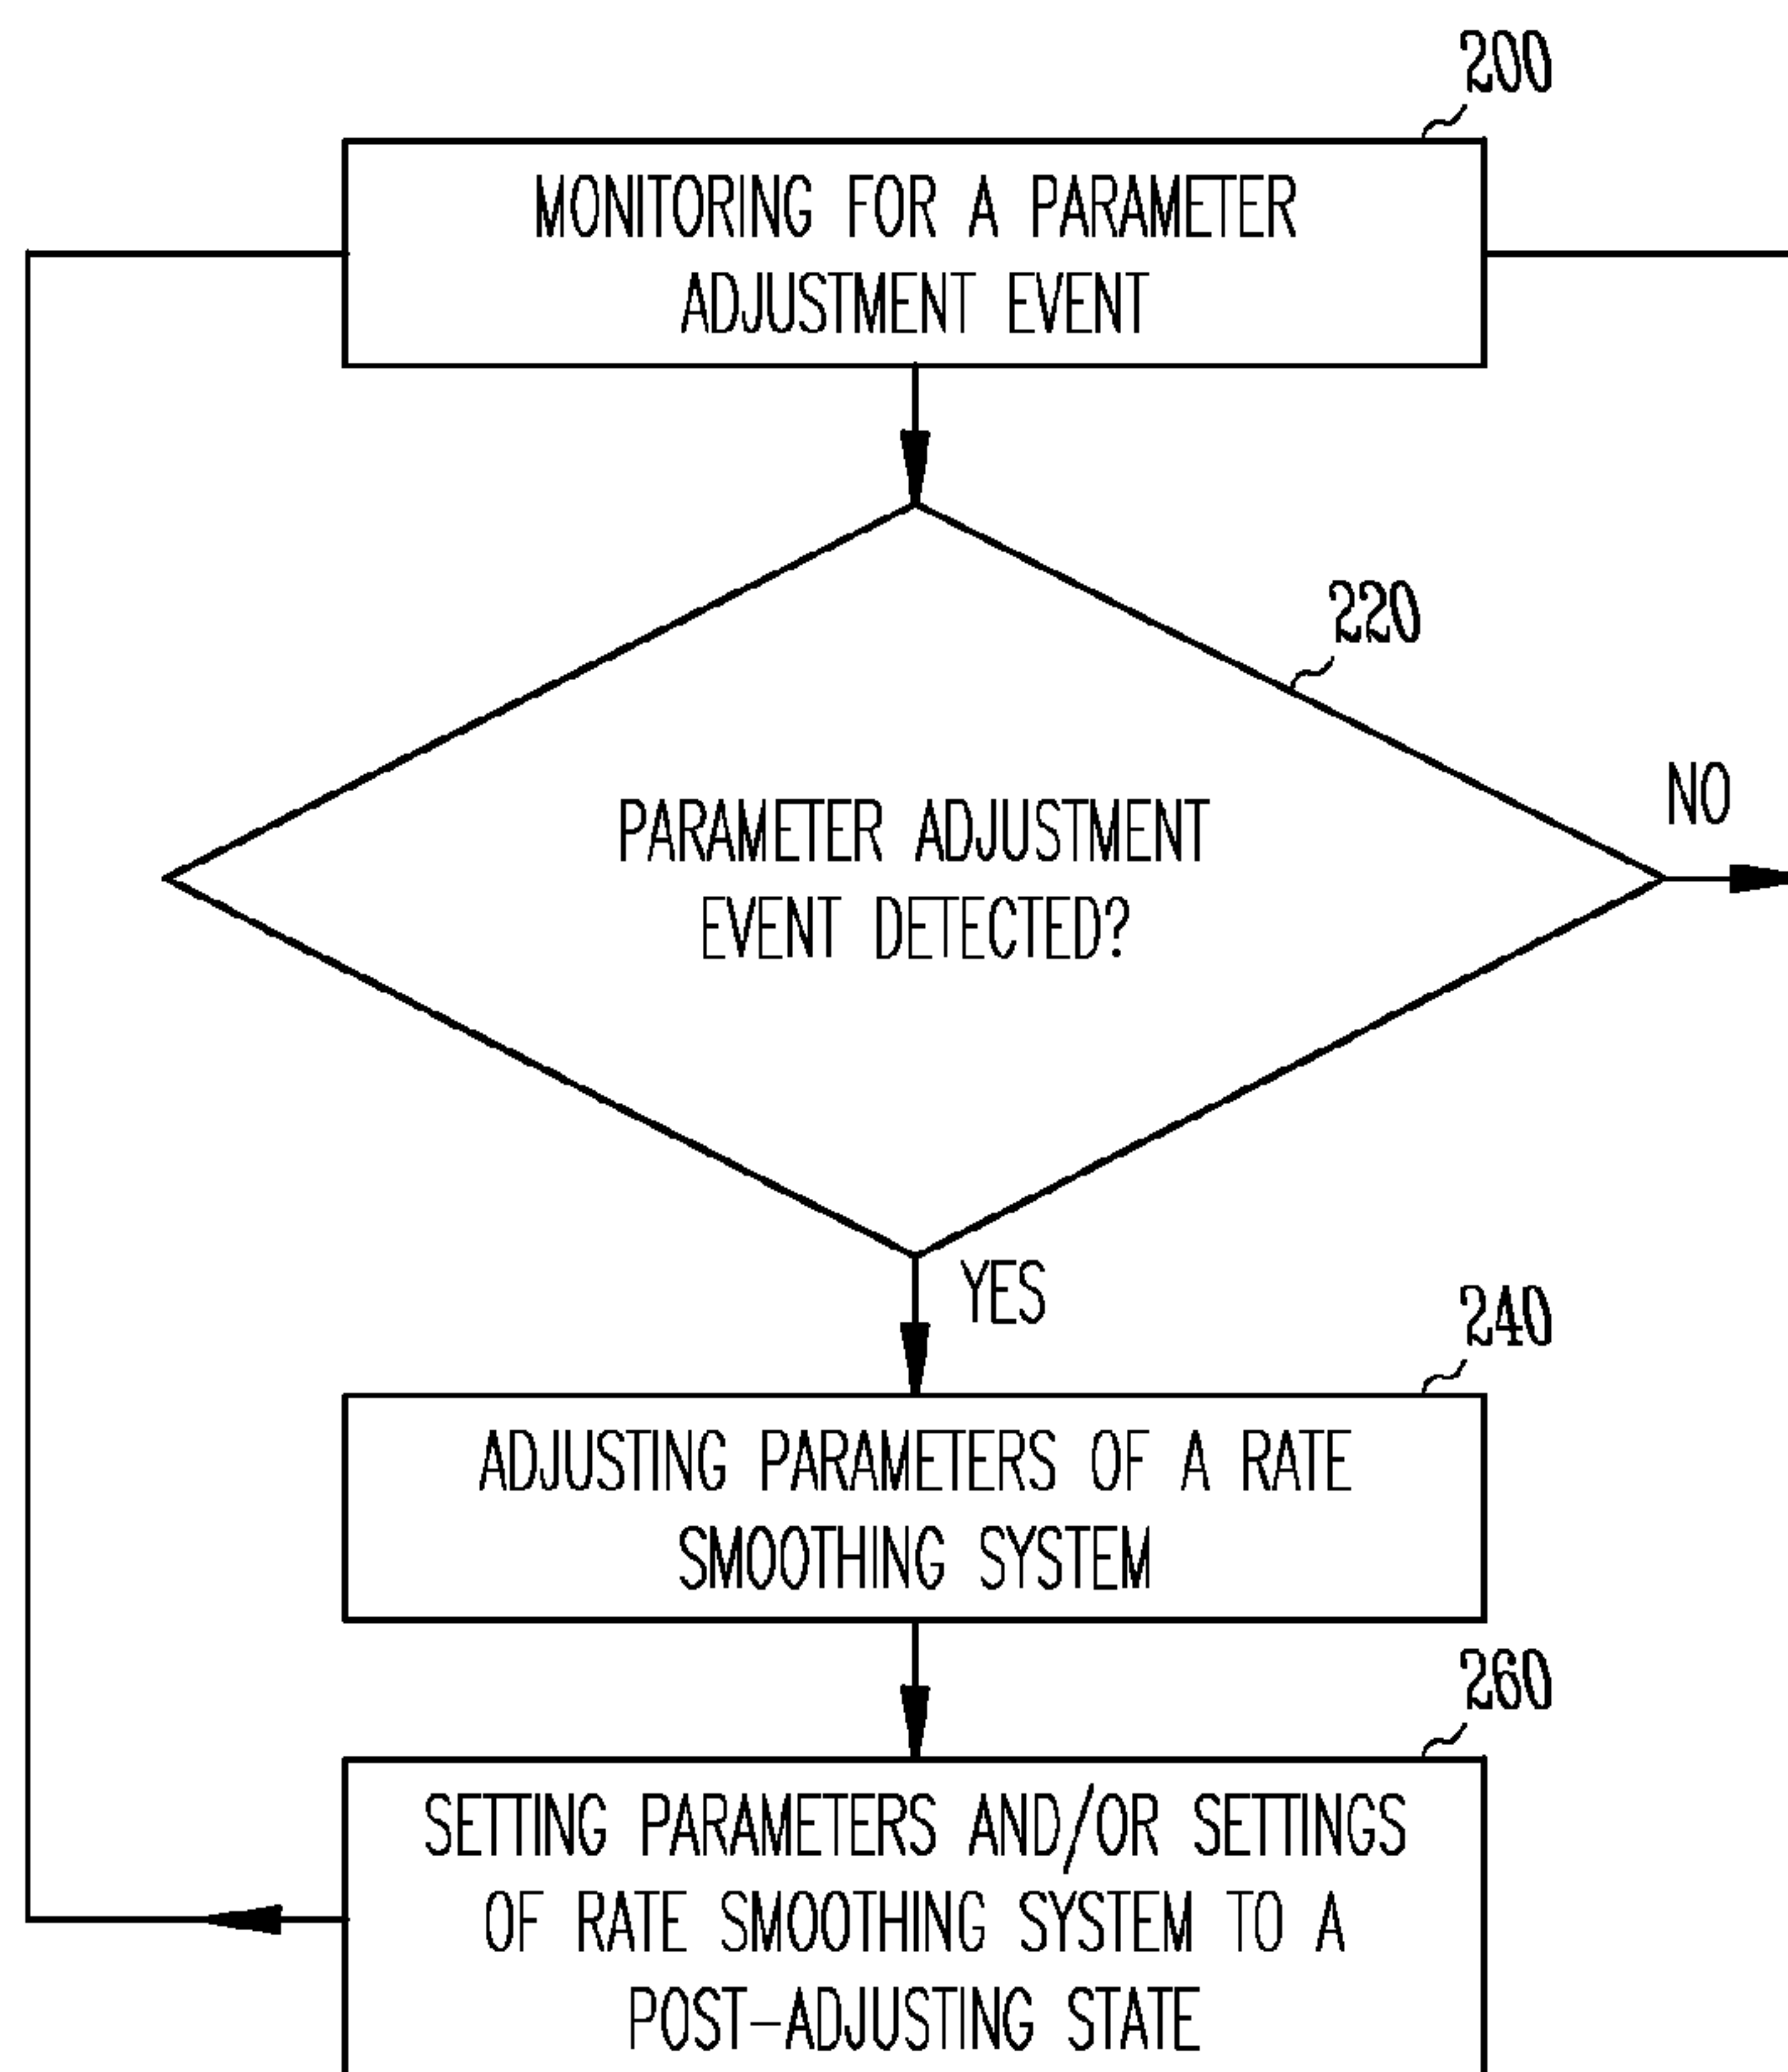 200
MONITORING FOR A PARAMETER
ADJUSTMENT EVENT
220
NO
PARAMETER ADJUSTMENT
EVENT DETECTED?
YES
240
ADJUSTING PARAMETERS OF A RATE
SMOOTHING SYSTEM
260
SETTING PARAMETERS AND/OR SETTINGS
OF RATE SMOOTHING SYSTEM TO A
POST-ADJUSTING STATE